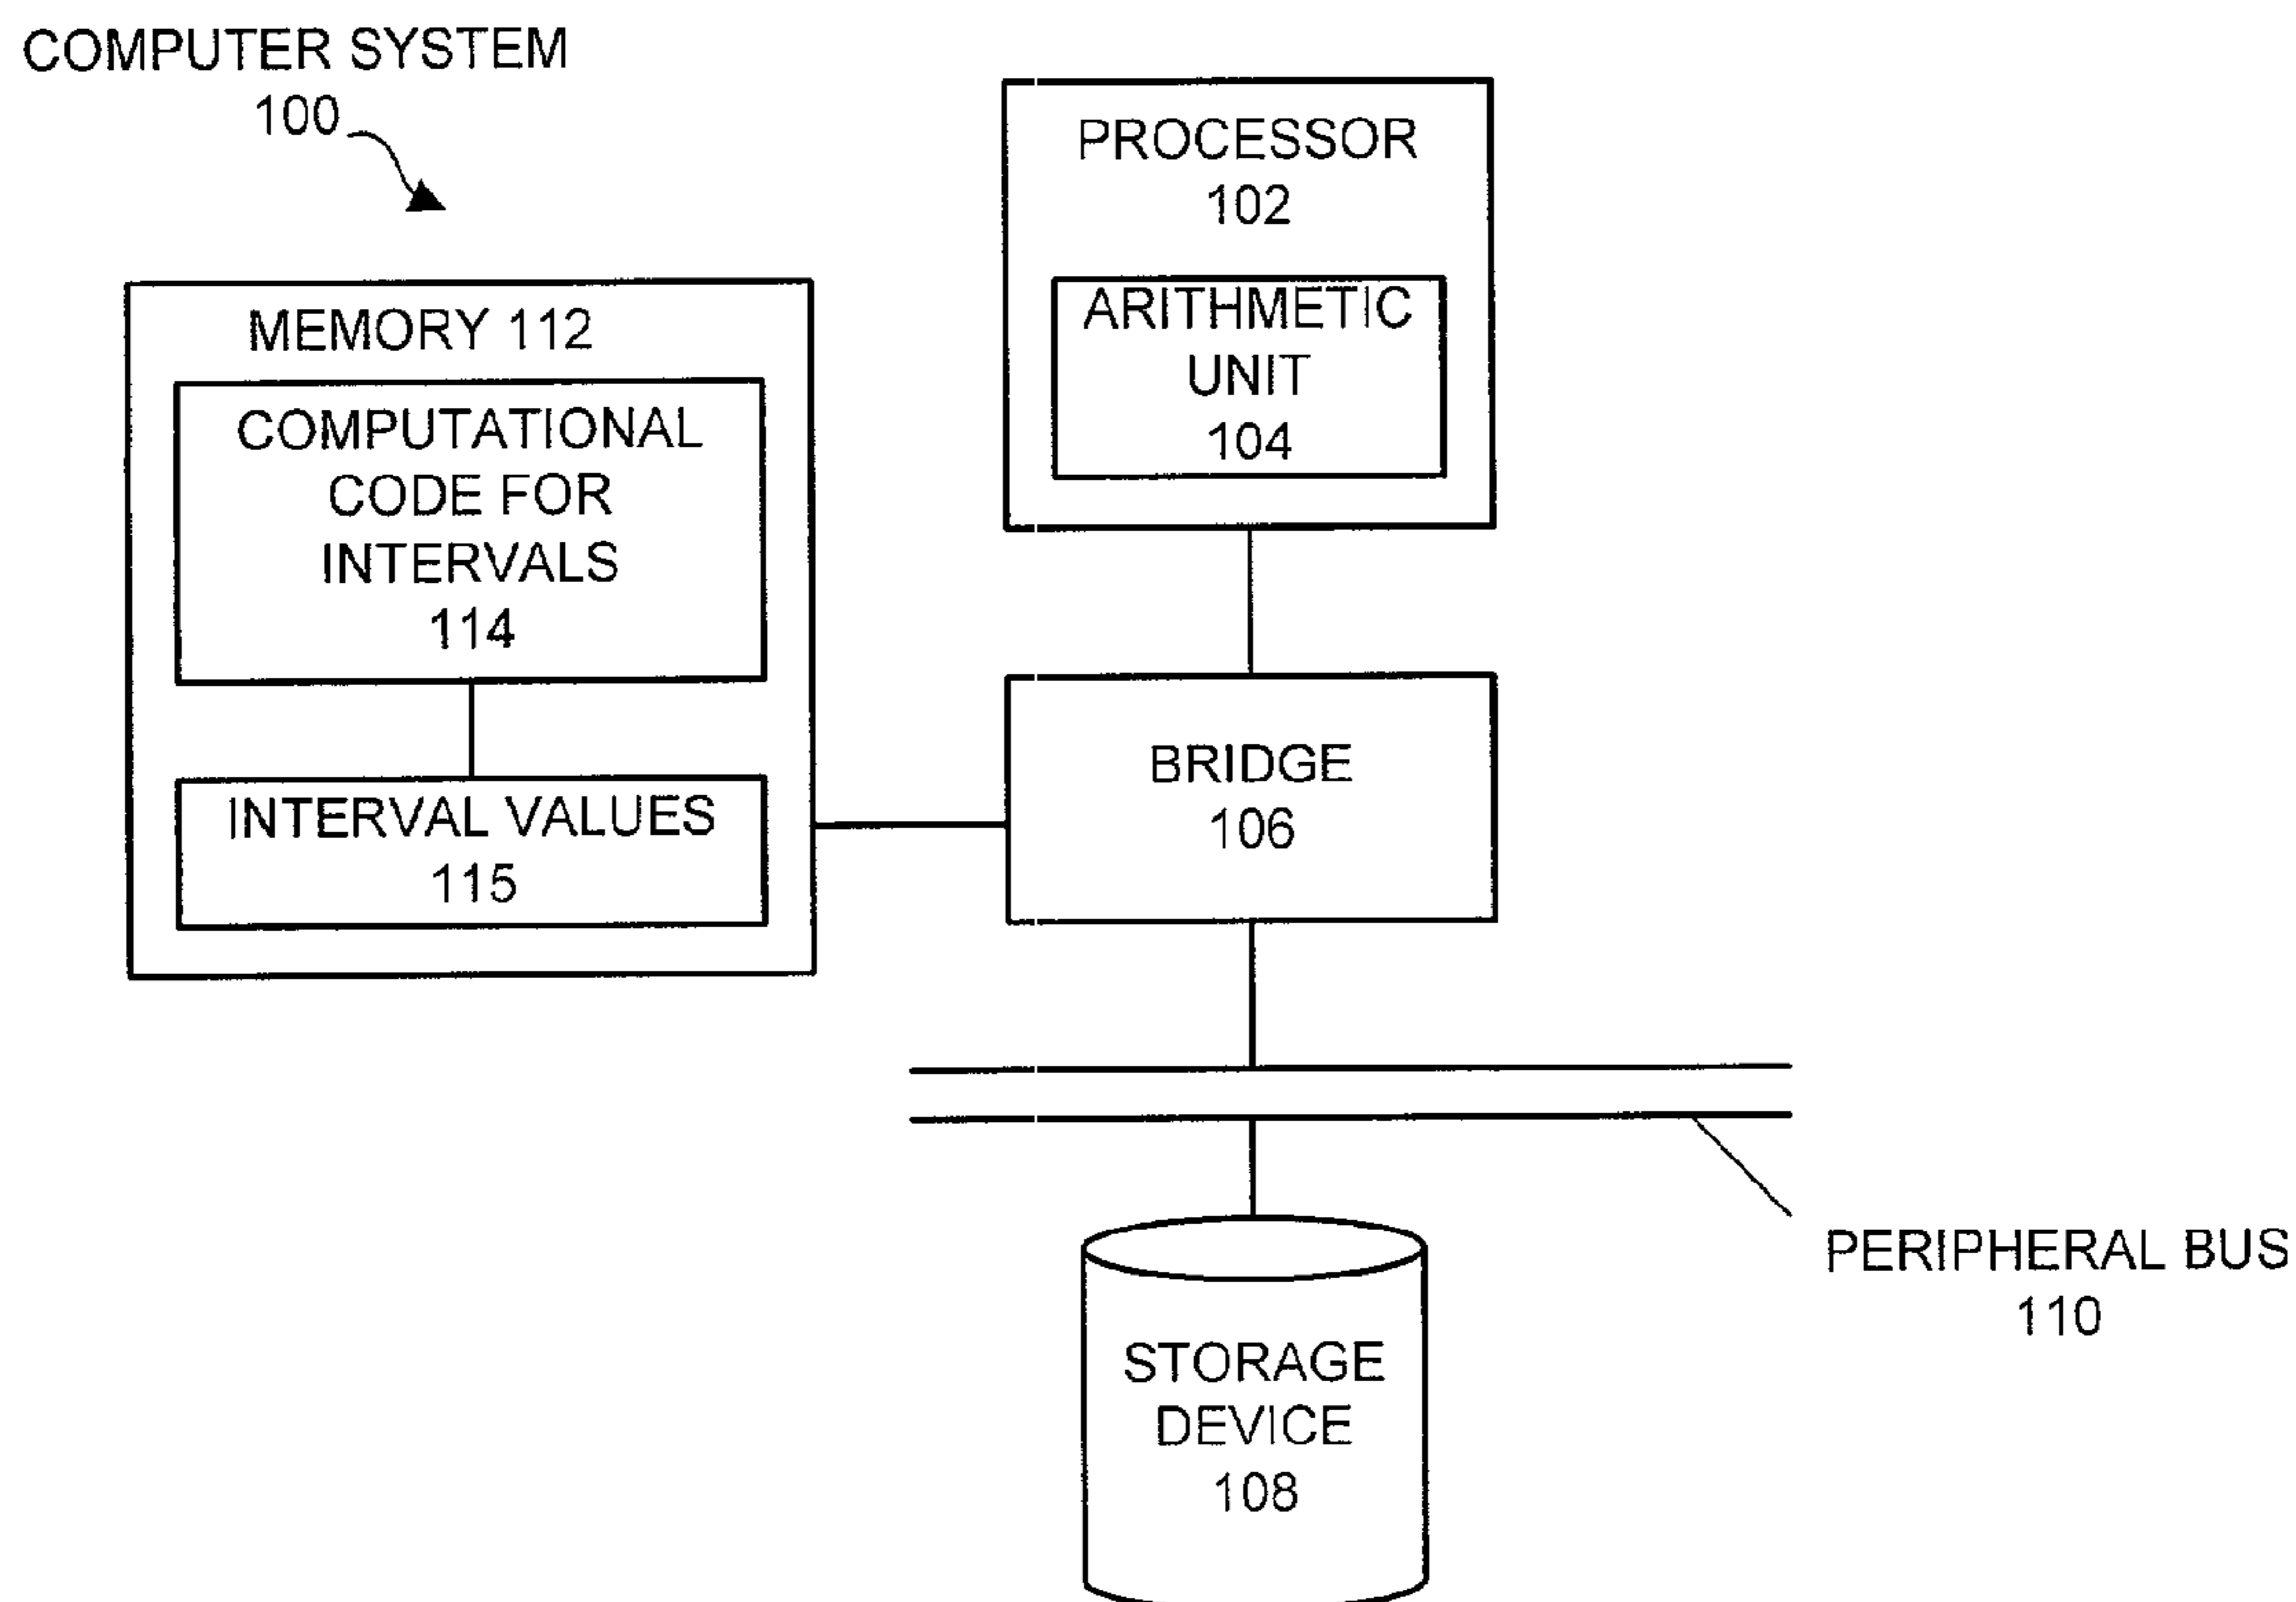 COMPUTER SYSTEM
100
PROCESSOR
102
ARITHMETIC
UNIT
104
MEMORY 112
COMPUTATIONAL
CODE FOR
INTERVALS
114
INTERVAL VALUES
115
BRIDGE
106
PERIPHERAL BUS
110
STORAGE
DEVICE
108